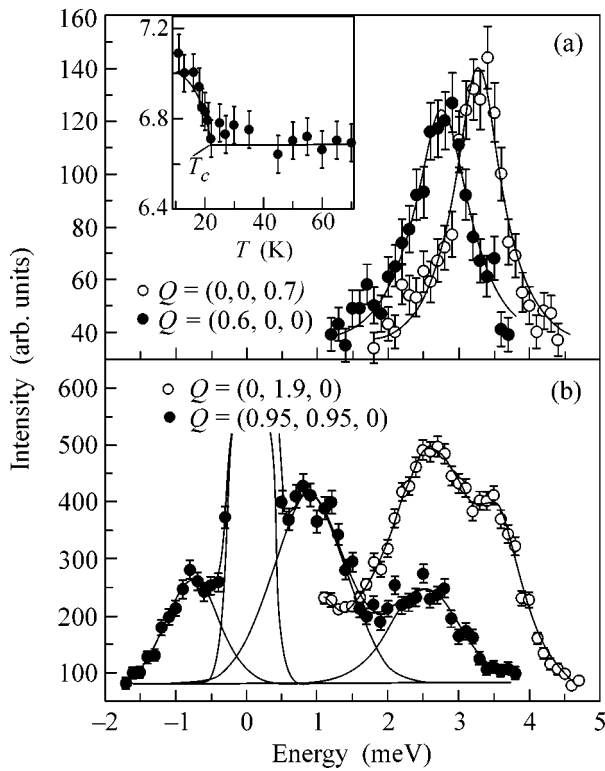 160
140
120
100
80
60
40
7.2
6.8
6.4
T_c
20 40 60
T (K)
(a)
Q = (0,0, 0.7)
Q = (0.6, 0, 0)
Intensity (arb. units)
600
500
400
300
200
100
Q = (0, 1.9, 0)
(b)
Q = (0.95, 0.95, 0)
−2 −1 0 1 2 3 4 5
Energy (meV)